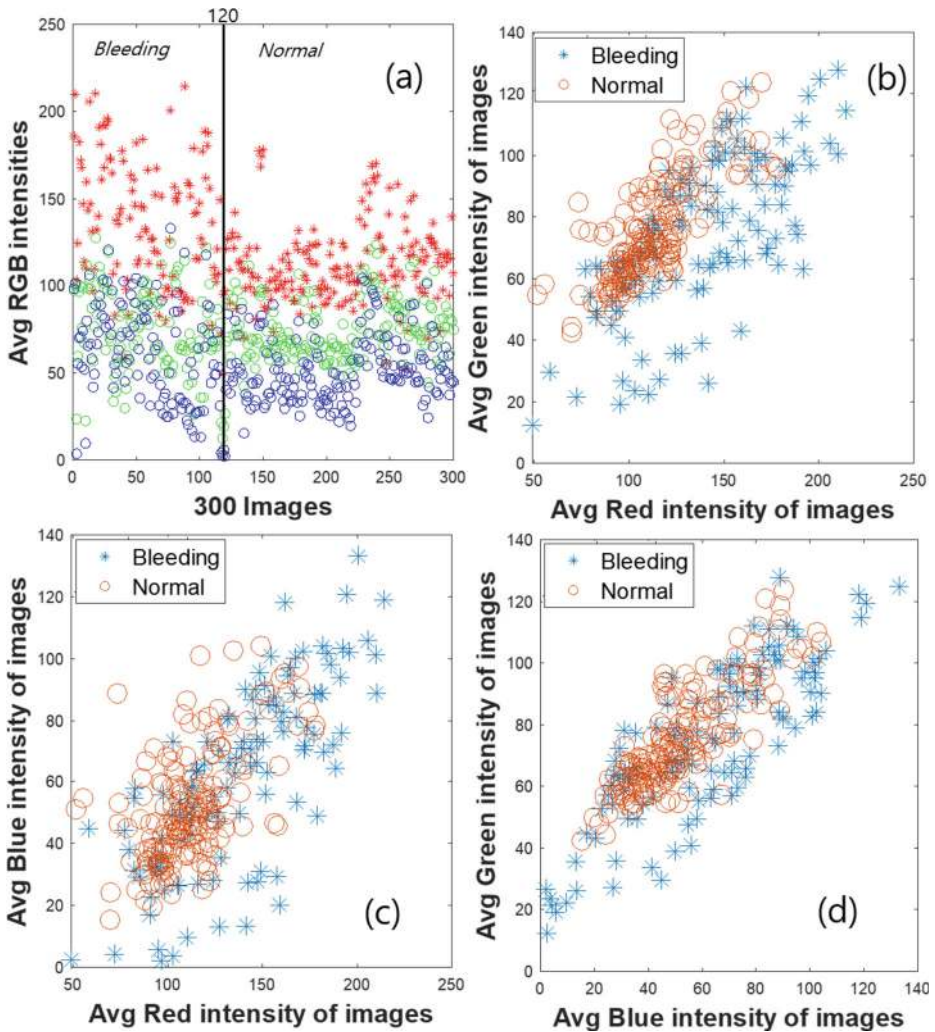 120
250
200
150
100
50
0
Bleeding
Normal
(a)
Avg RGB intensities
0 50 100 150 200 250 300
300 Images
140
120
100
80
60
40
20
0
Bleeding
Normal
(b)
Avg Green intensity of images
50 100 150 200 250
Avg Red intensity of images
140
120
100
80
60
40
20
0
Bleeding
Normal
(c)
Avg Blue intensity of images
50 100 150 200 250
Avg Red intensity of images
140
120
100
80
60
40
20
0
Bleeding
Normal
(d)
Avg Green intensity of images
0 20 40 60 80 100 120 140
Avg Blue intensity of images